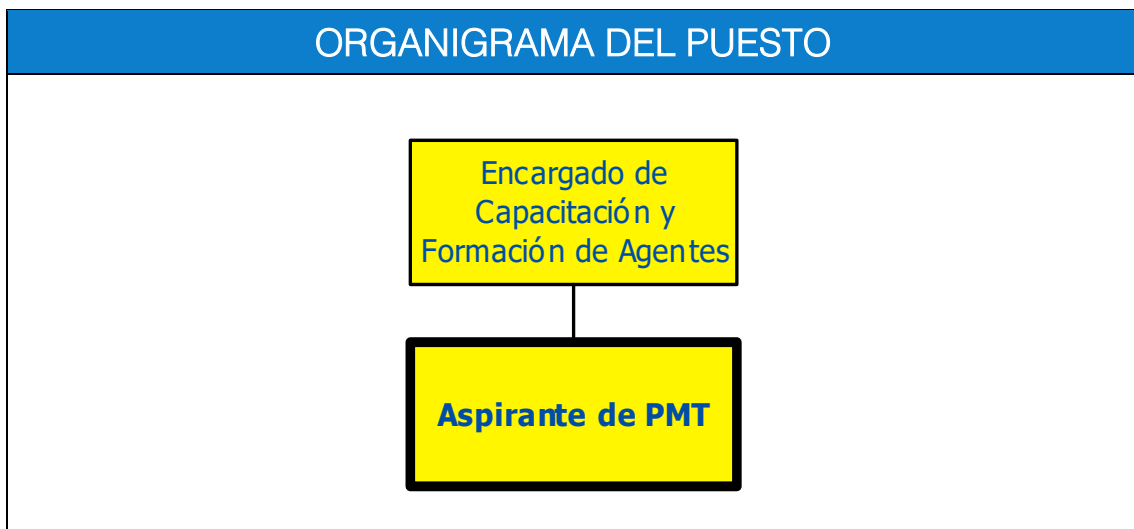 ORGANIGRAMA DEL PUESTO
Encargado de
Capacitación y
Formación de Agentes
Aspirante de PMT